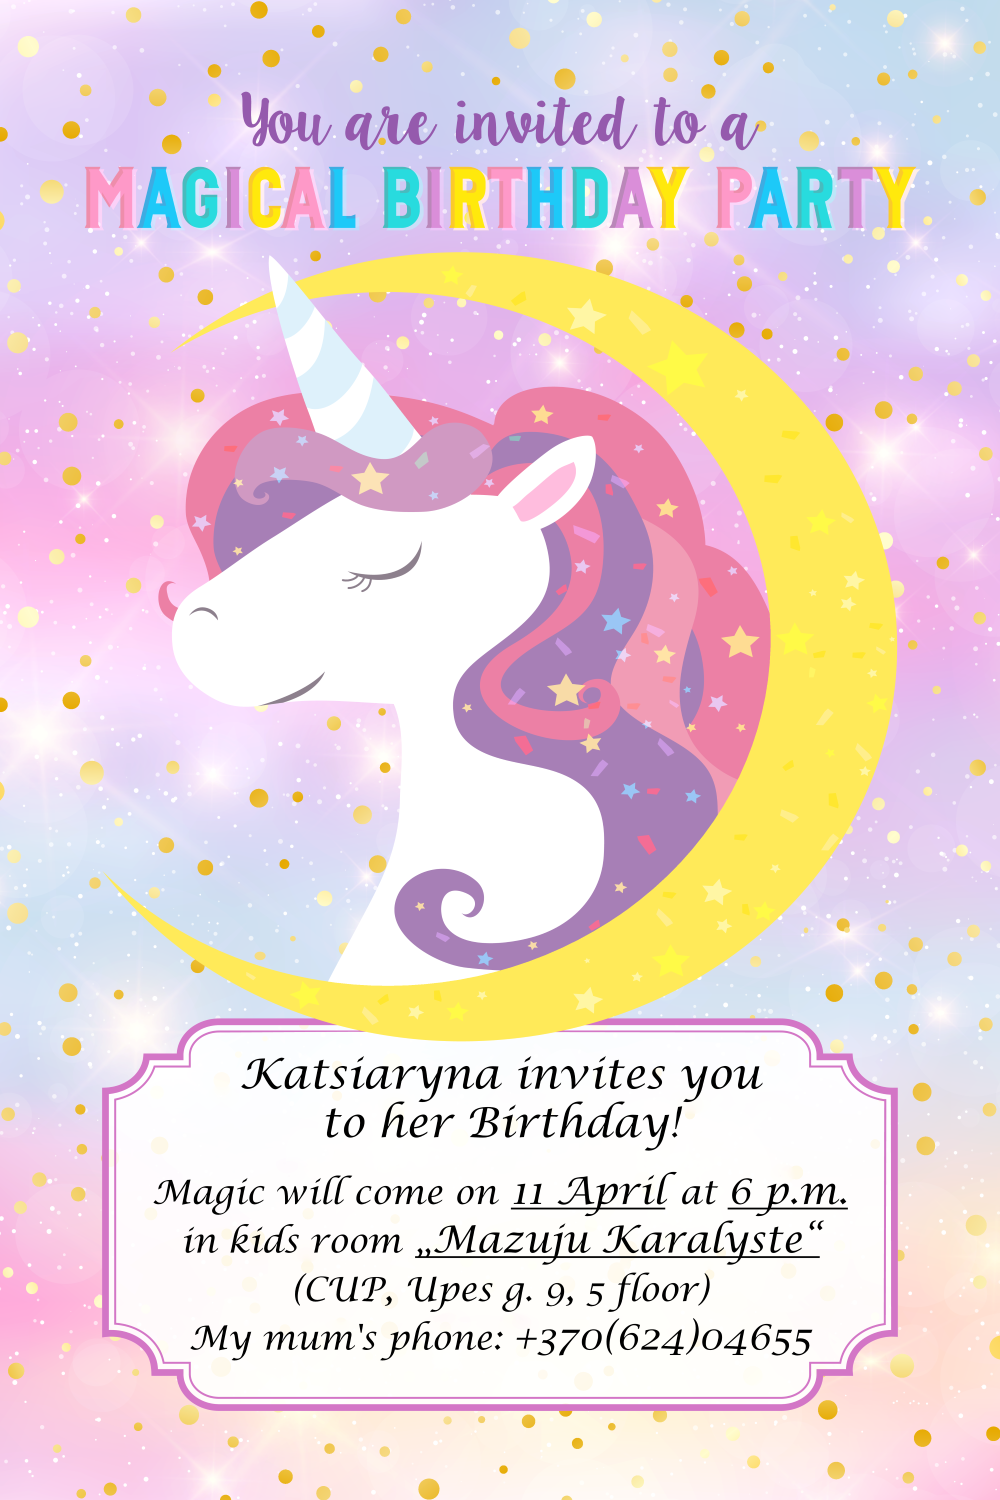 You are invited to a
MAGICAL BIRTHDAY PARTY
Katsiaryna invites you
to her Birthday!
Magic will come on 11 April at 6 p.m.
in kids room „Mazuju Karalyste“
(CUP, Upes g. 9, 5 floor)
My mum's phone: +370(624)04655